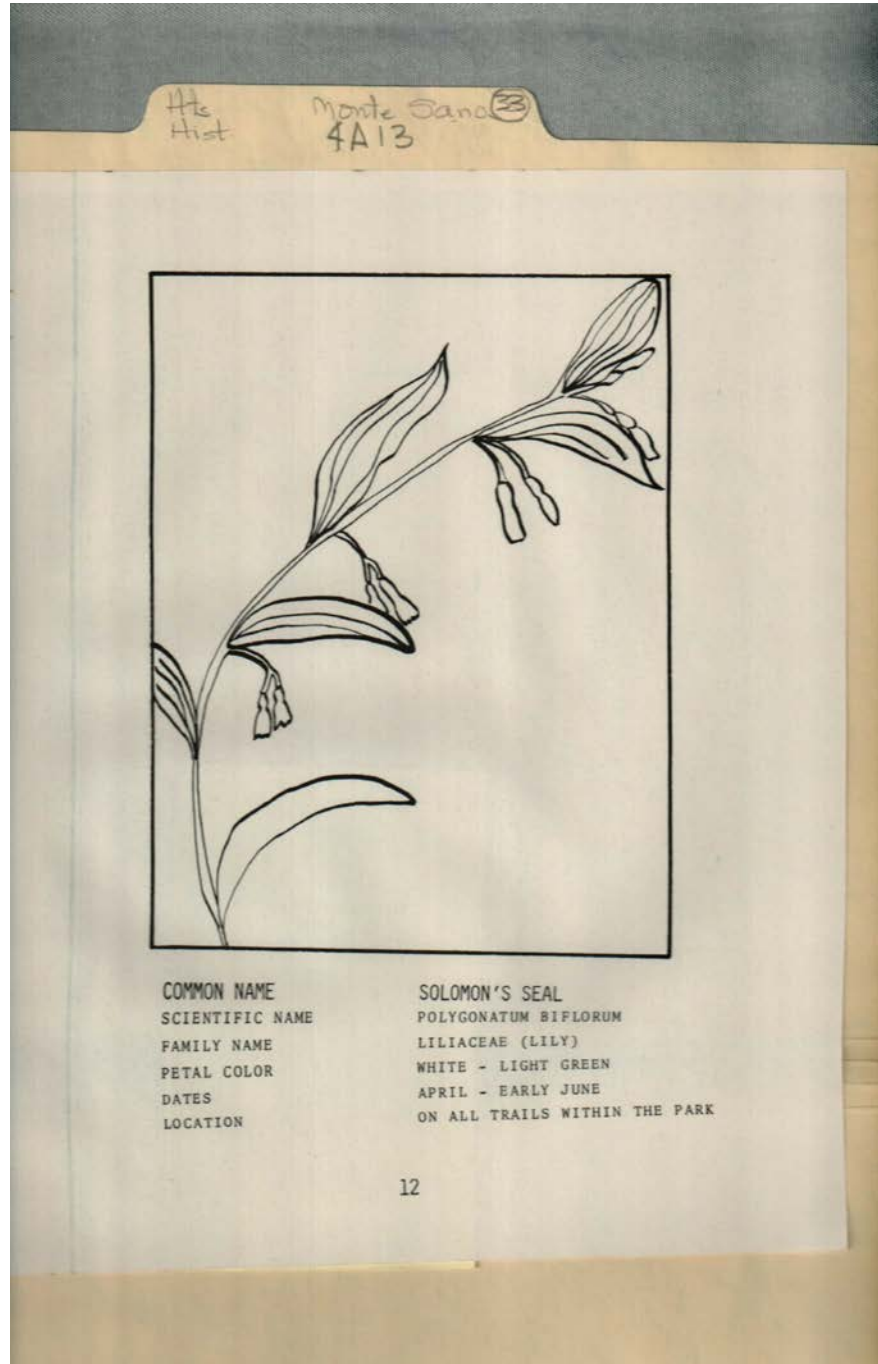 Hts Monte Sano 33
Hist. 4A13
COMMON NAME SOLOMON'S SEAL
SCIENTIFIC NAME POLYGONATUM BIFLORUM
FAMILY NAME LILIACEAE (LILY)
PETAL COLOR WHITE - LIGHT GREEN
DATES APRIL - EARLY JUNE
LOCATION ON ALL TRAILS WITHIN THE PARK
12